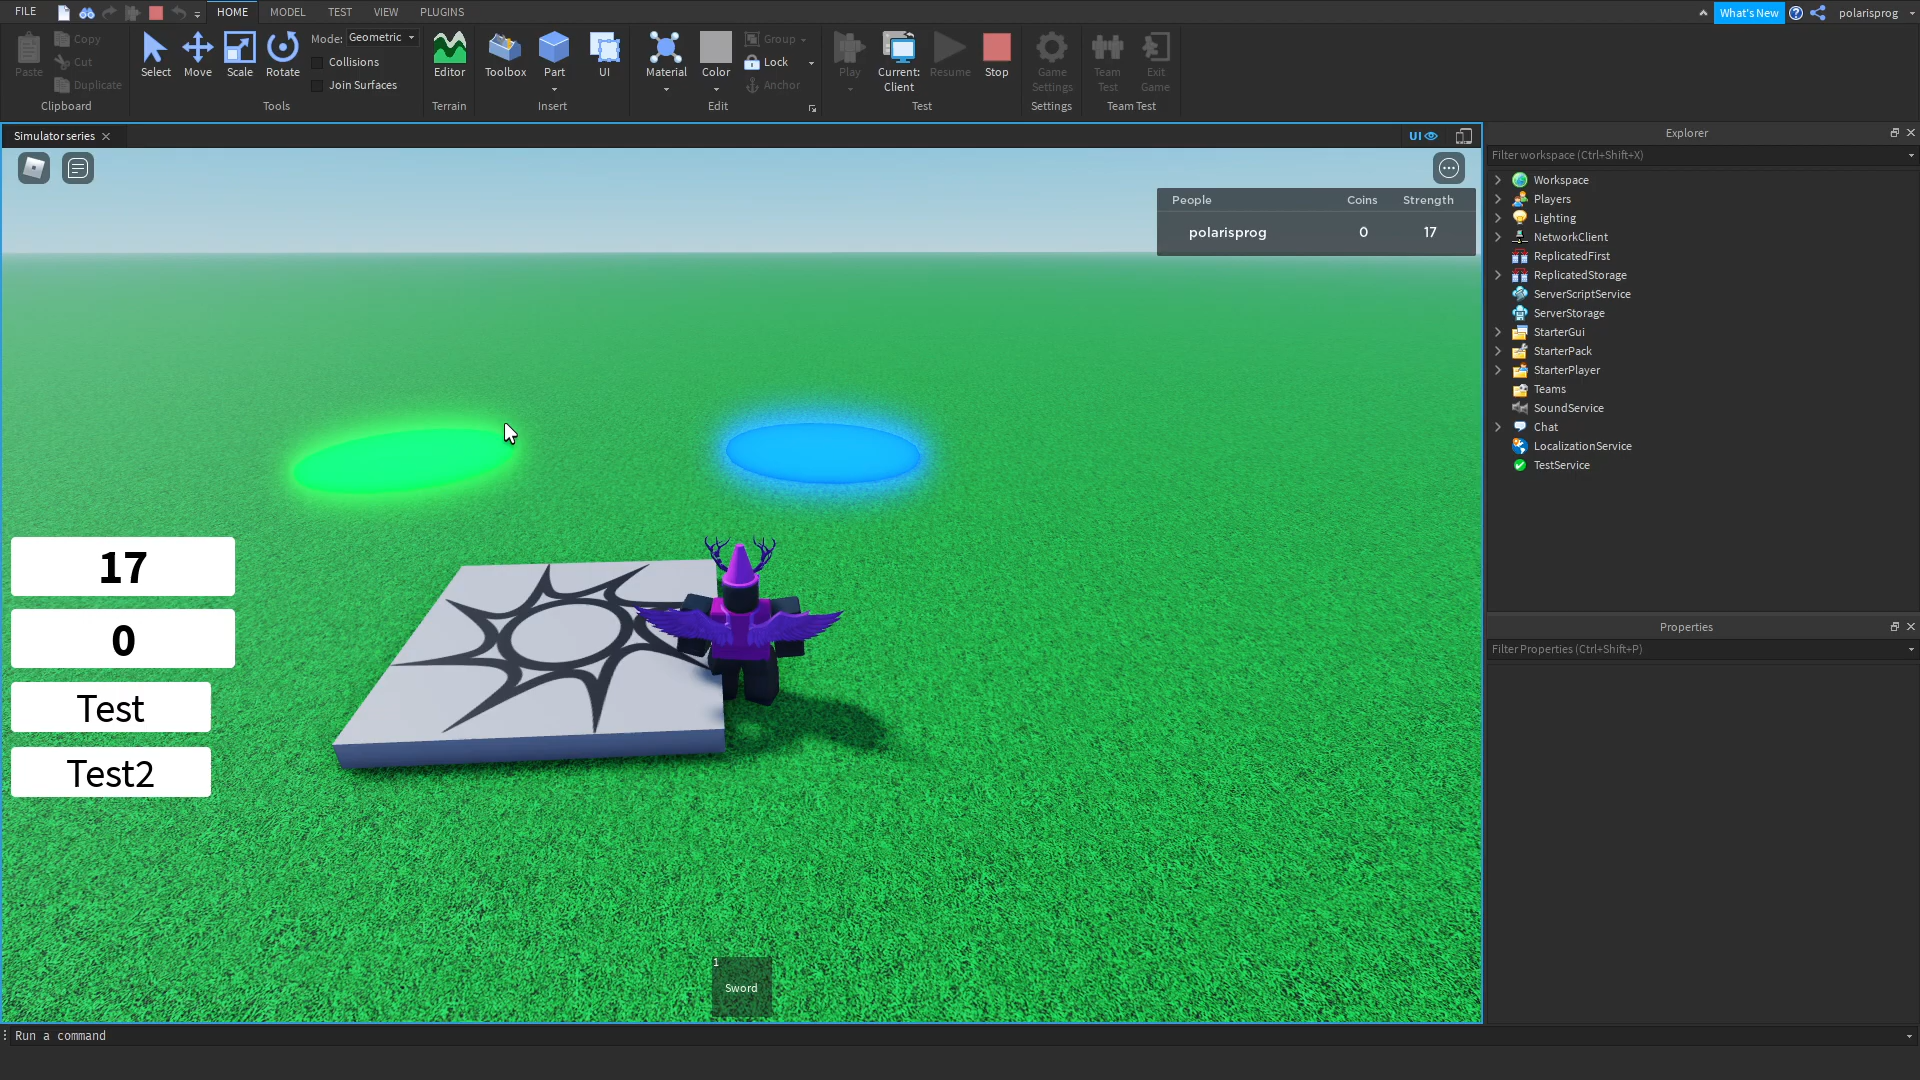 FILE HOME MODEL TEST VIEW PLUGINS What's New polarisprog
Paste Copy Cut Duplicate Clipboard
Select Move Scale Rotate Mode: Geometric Collisions Join Surfaces Tools
Editor Terrain
Toolbox Part UI Insert
Material Color Group Lock Anchor Edit
Play Current: Client Resume Stop Test
Game Settings Settings
Team Test Exit Game Team Test
Simulator series UI
People Coins Strength
polarisprog 0 17
17
0
Test
Test2
1
Sword
Explorer
Filter workspace (Ctrl+Shift+X)
Workspace
Players
Lighting
NetworkClient
ReplicatedFirst
ReplicatedStorage
ServerScriptService
ServerStorage
StarterGui
StarterPack
StarterPlayer
Teams
SoundService
Chat
LocalizationService
TestService
Properties
Filter Properties (Ctrl+Shift+P)
Run a command